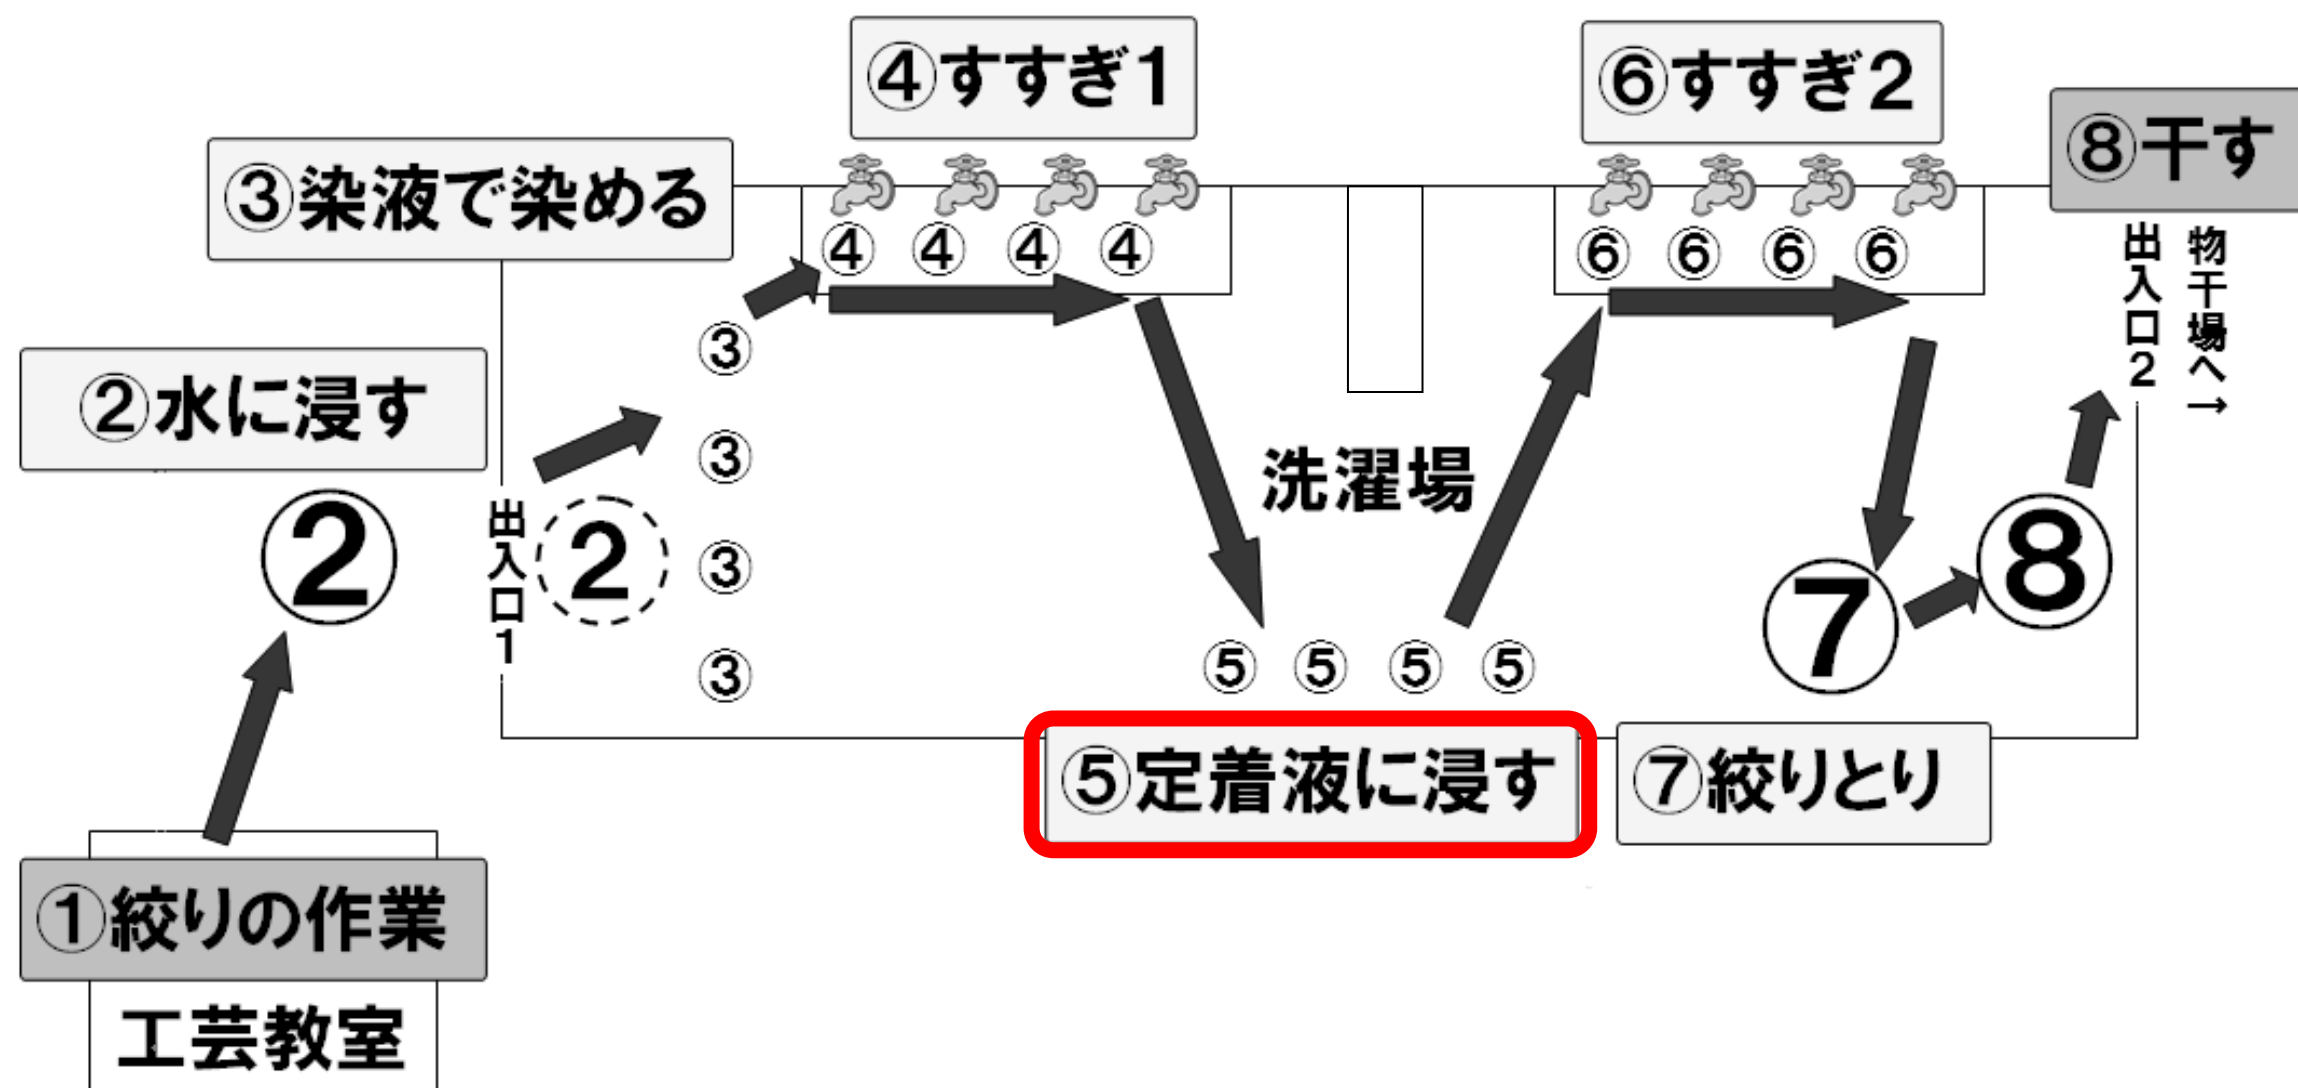 ④すすぎ1
⑥すすぎ2
⑧干す
③染液で染める
④ ④ ④ ④
⑥ ⑥ ⑥ ⑥
出入口2
物干場へ→
③
②水に浸す
③
洗濯場
②
出入口1
②
③
⑦
⑧
③
⑤ ⑤ ⑤ ⑤
⑤定着液に浸す
⑦絞りとり
①絞りの作業
工芸教室